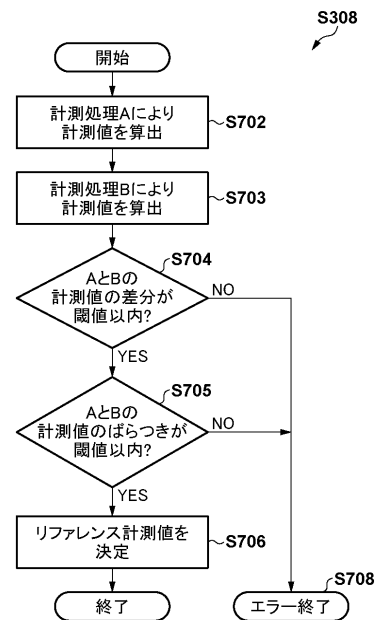 S308
開始
計測処理Aにより
計測値を算出
S702
計測処理Bにより
計測値を算出
S703
S704
AとBの
計測値の差分が
閾値以内?
NO
YES
S705
AとBの
計測値のばらつきが
閾値以内?
NO
YES
リファレンス計測値を
決定
S706
S708
終了
エラー終了